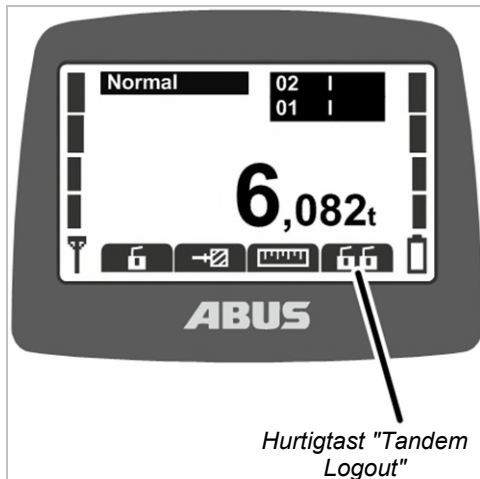 Normal
02 I
01 I
6,082t
ABUS
Hurtigtast "Tandem
Logout"